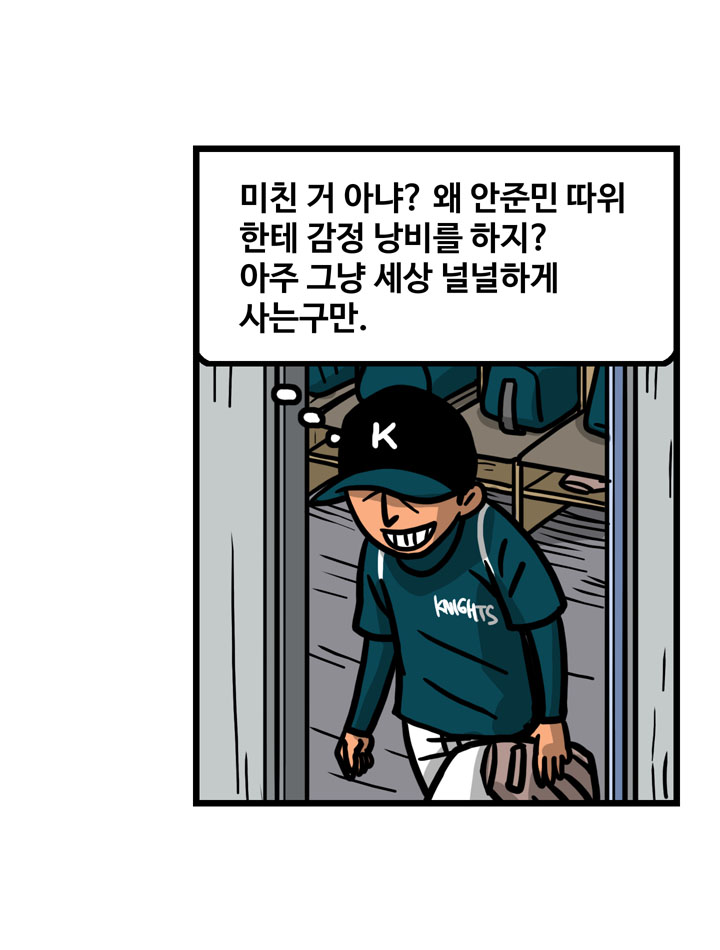 미친 거 아냐? 왜 안준민 따위
한테 감정 낭비를 하지?
아주 그냥 세상 널널하게
사는구만.
K
KNIGHTS